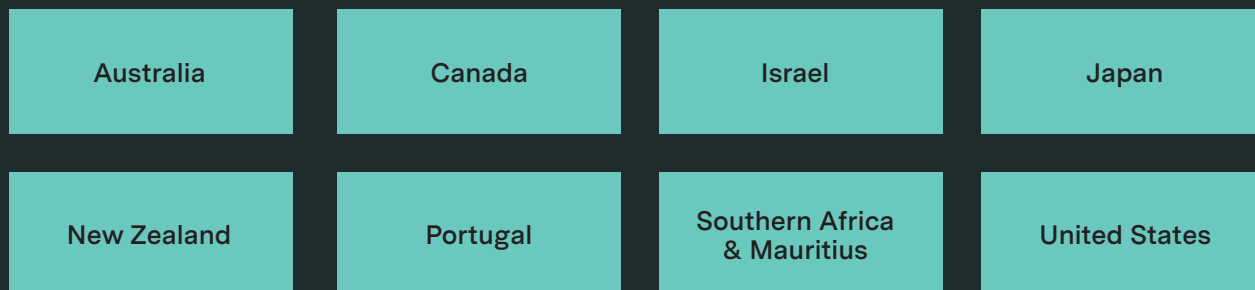 Australia
Canada
Israel
Japan
New Zealand
Portugal
Southern Africa
& Mauritius
United States